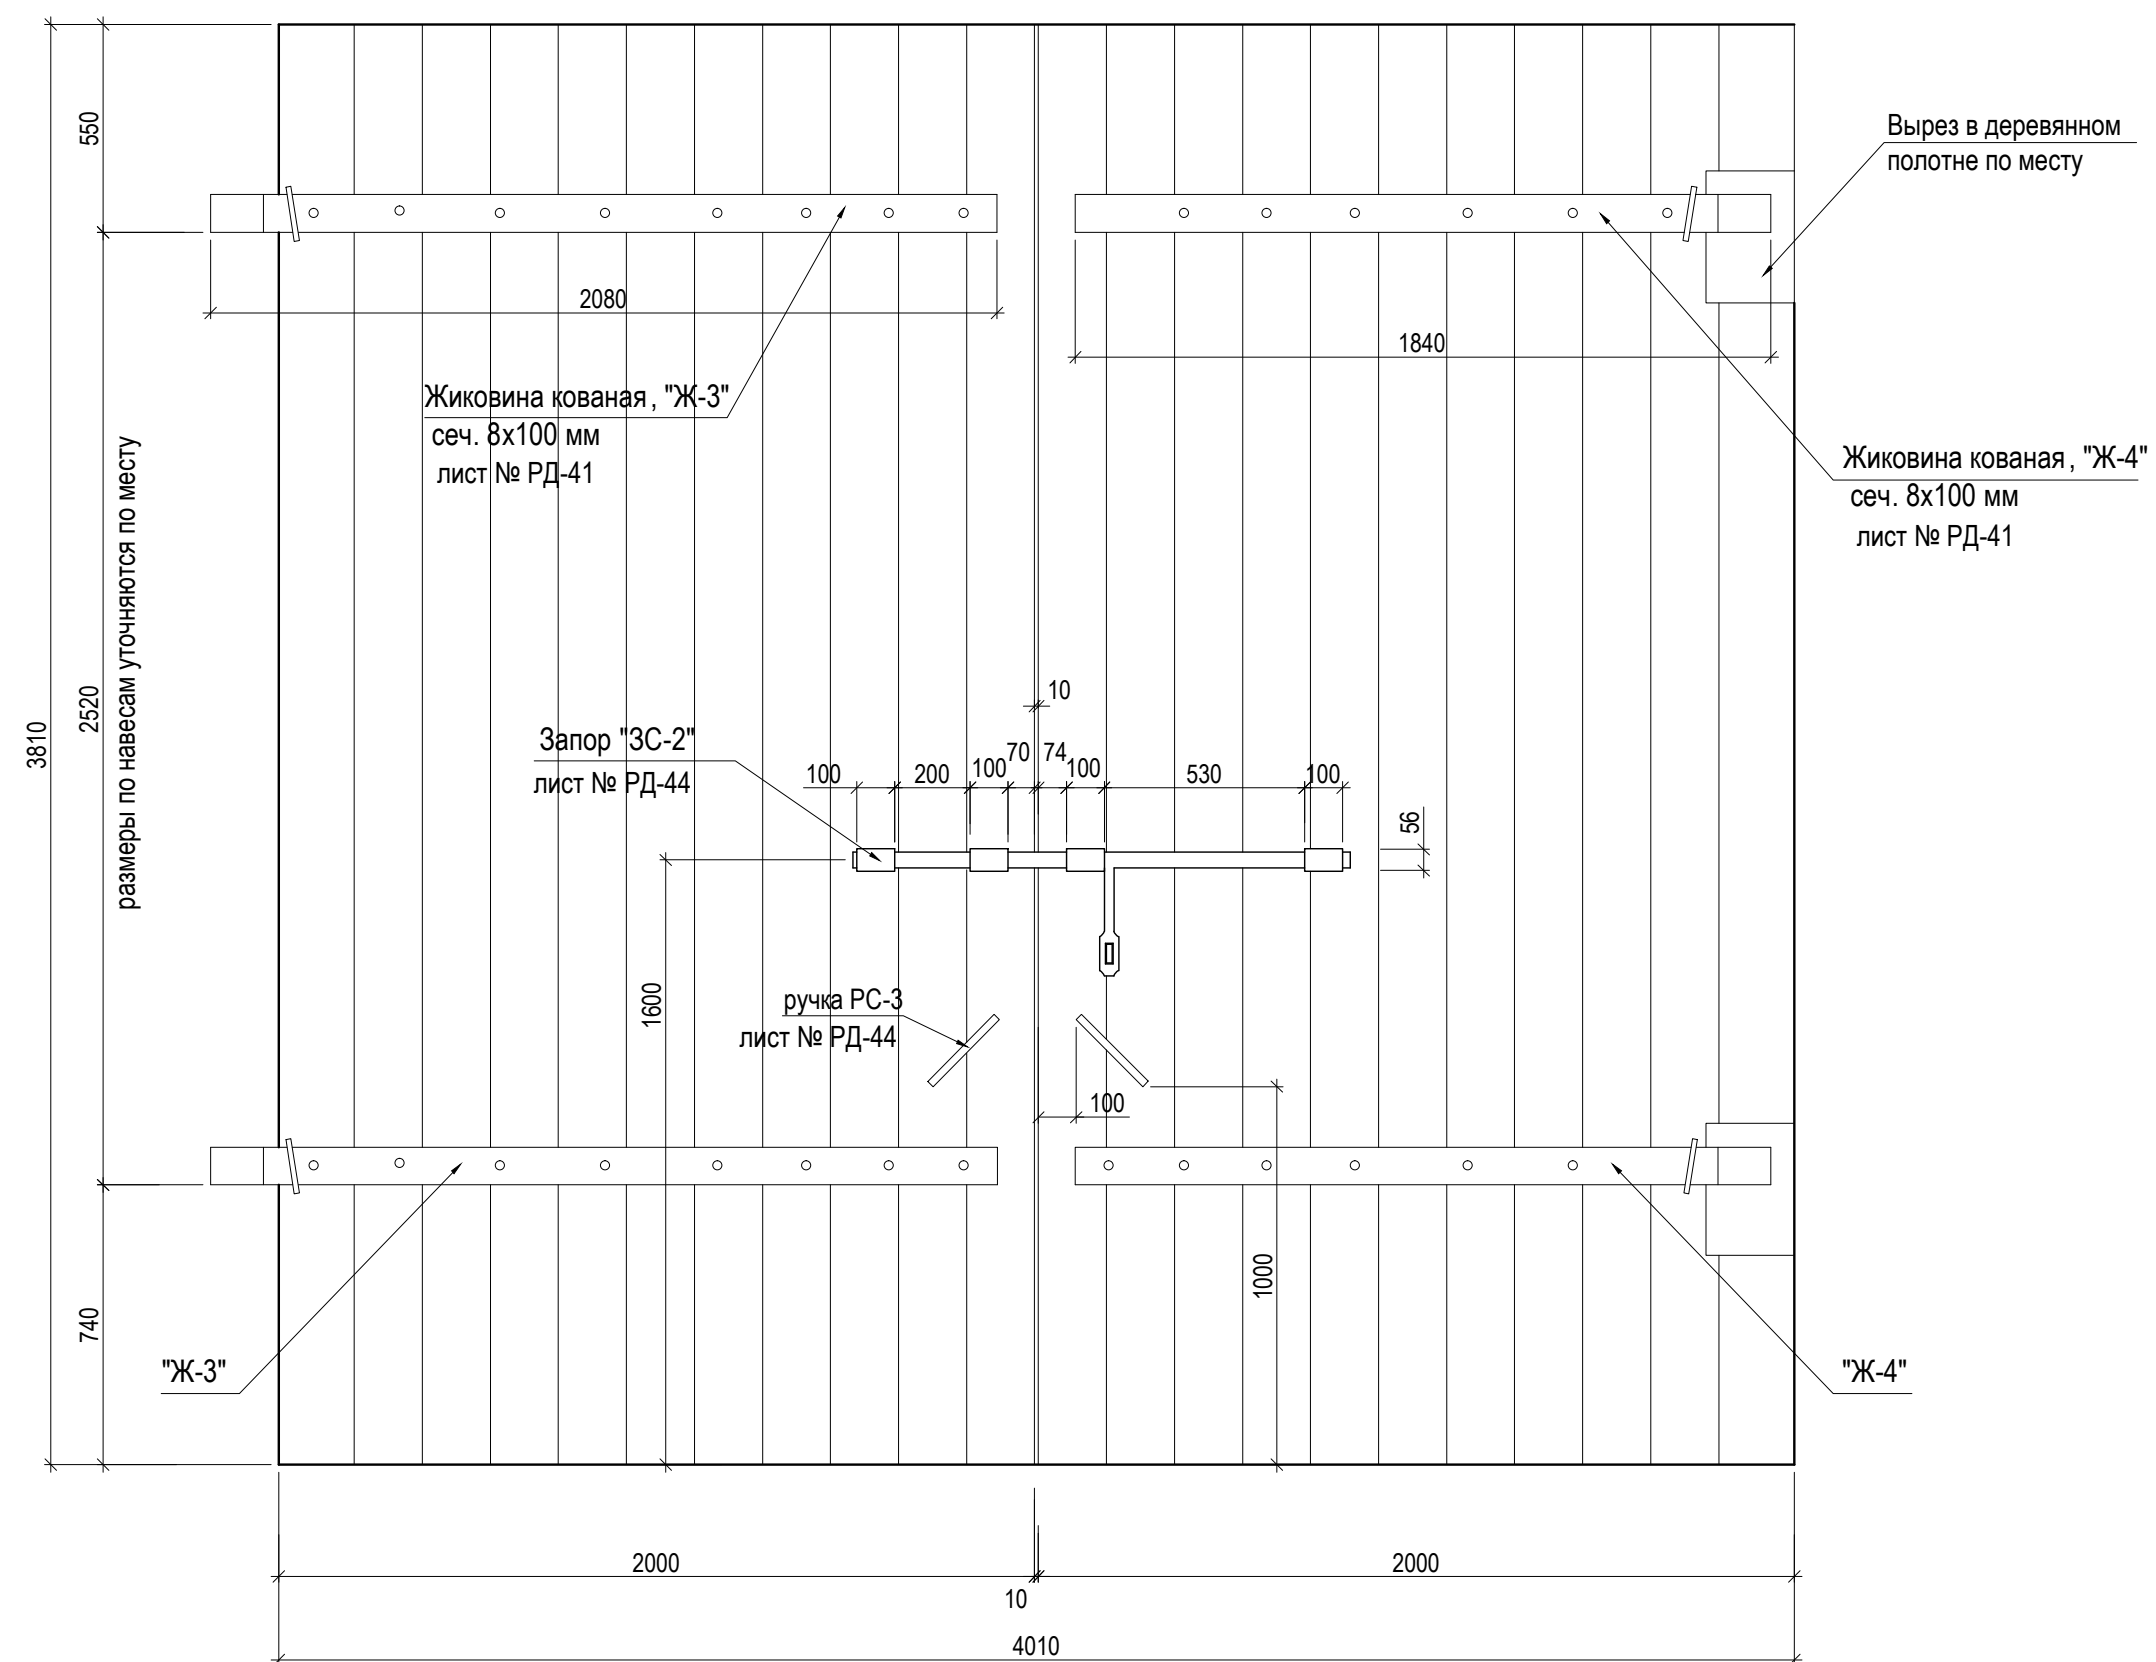 550
Вырез в деревянном
полотне по месту
2080
1840
Жиковина кованая, "Ж-3"
сеч. 8х100 мм
лист № РД-41
Жиковина кованая, "Ж-4"
сеч. 8х100 мм
лист № РД-41
размеры по навесам уточняются по месту
3810
2520
10
Запор "ЗС-2"
лист № РД-44
100
200
100
70
74
100
530
100
56
1600
ручка РС-3
лист № РД-44
100
1000
740
"Ж-3"
"Ж-4"
2000
2000
10
4010